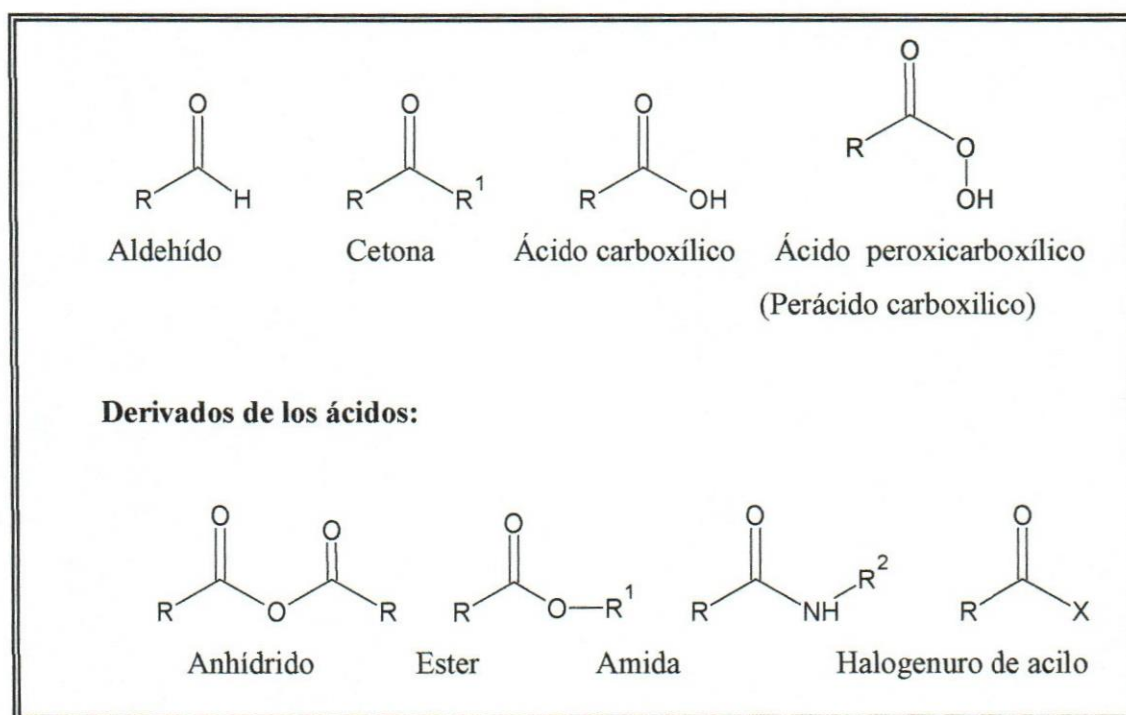 O
O
O
O
R
H
R
R¹
R
OH
R
O
OH
Aldehído
Cetona
Ácido carboxílico
Ácido peroxicarboxílico
(Perácido carboxilico)
Derivados de los ácidos:
O
O
O
O
O
R
O
R
R
O
R¹
R
NH
R²
R
X
Anhídrido
Ester
Amida
Halogenuro de acilo